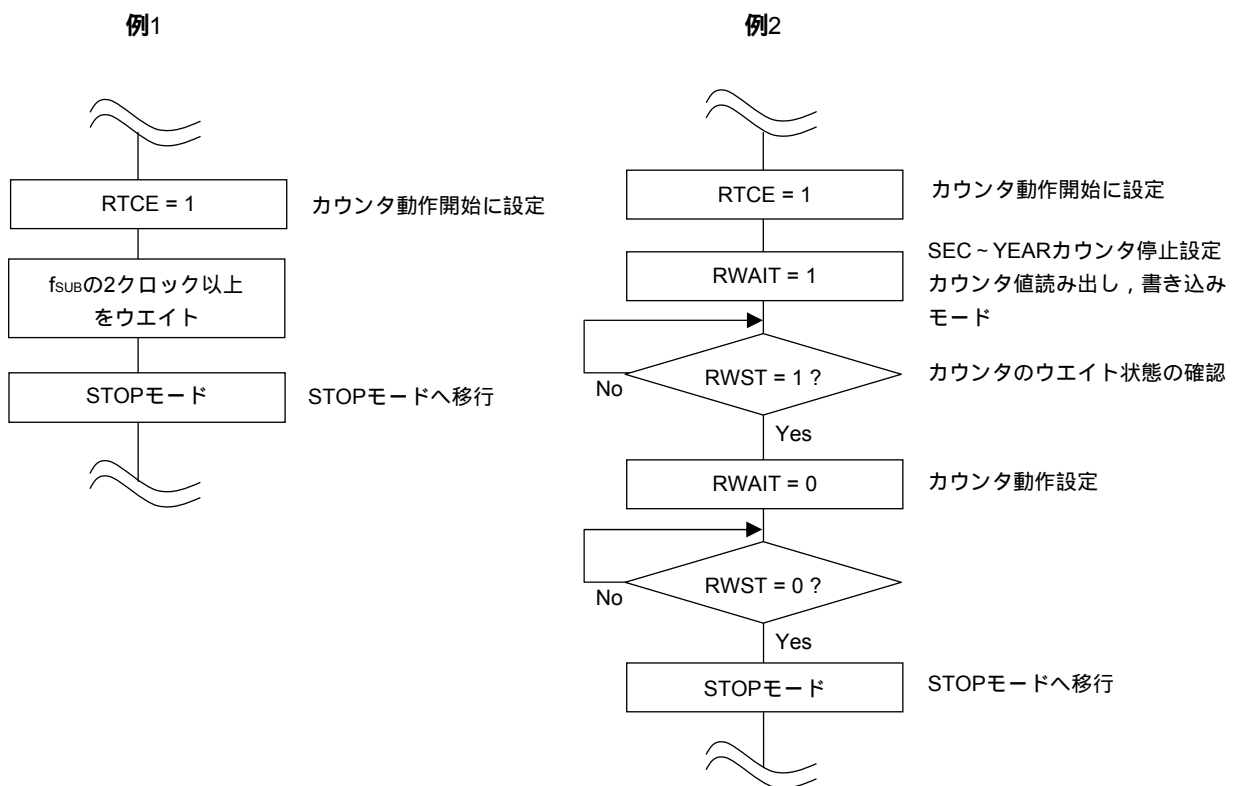 例1
RTCE = 1
カウンタ動作開始に設定
fSUBの2クロック以上
をウエイト
STOPモード
STOPモードへ移行
例2
RTCE = 1
カウンタ動作開始に設定
RWAIT = 1
SEC~YEARカウンタ停止設定
カウンタ値読み出し,書き込み
モード
RWST = 1 ?
カウンタのウエイト状態の確認
No
Yes
RWAIT = 0
カウンタ動作設定
RWST = 0 ?
No
Yes
STOPモード
STOPモードへ移行